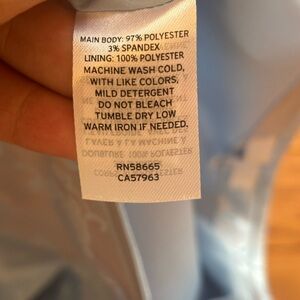 MAIN BODY: 97% POLYESTER
3% SPANDEX
LINING: 100% POLYESTER
MACHINE WASH COLD,
WITH LIKE COLORS,
MILD DETERGENT
DO NOT BLEACH
TUMBLE DRY LOW
WARM IRON IF NEEDED.
RN58665
CA57963